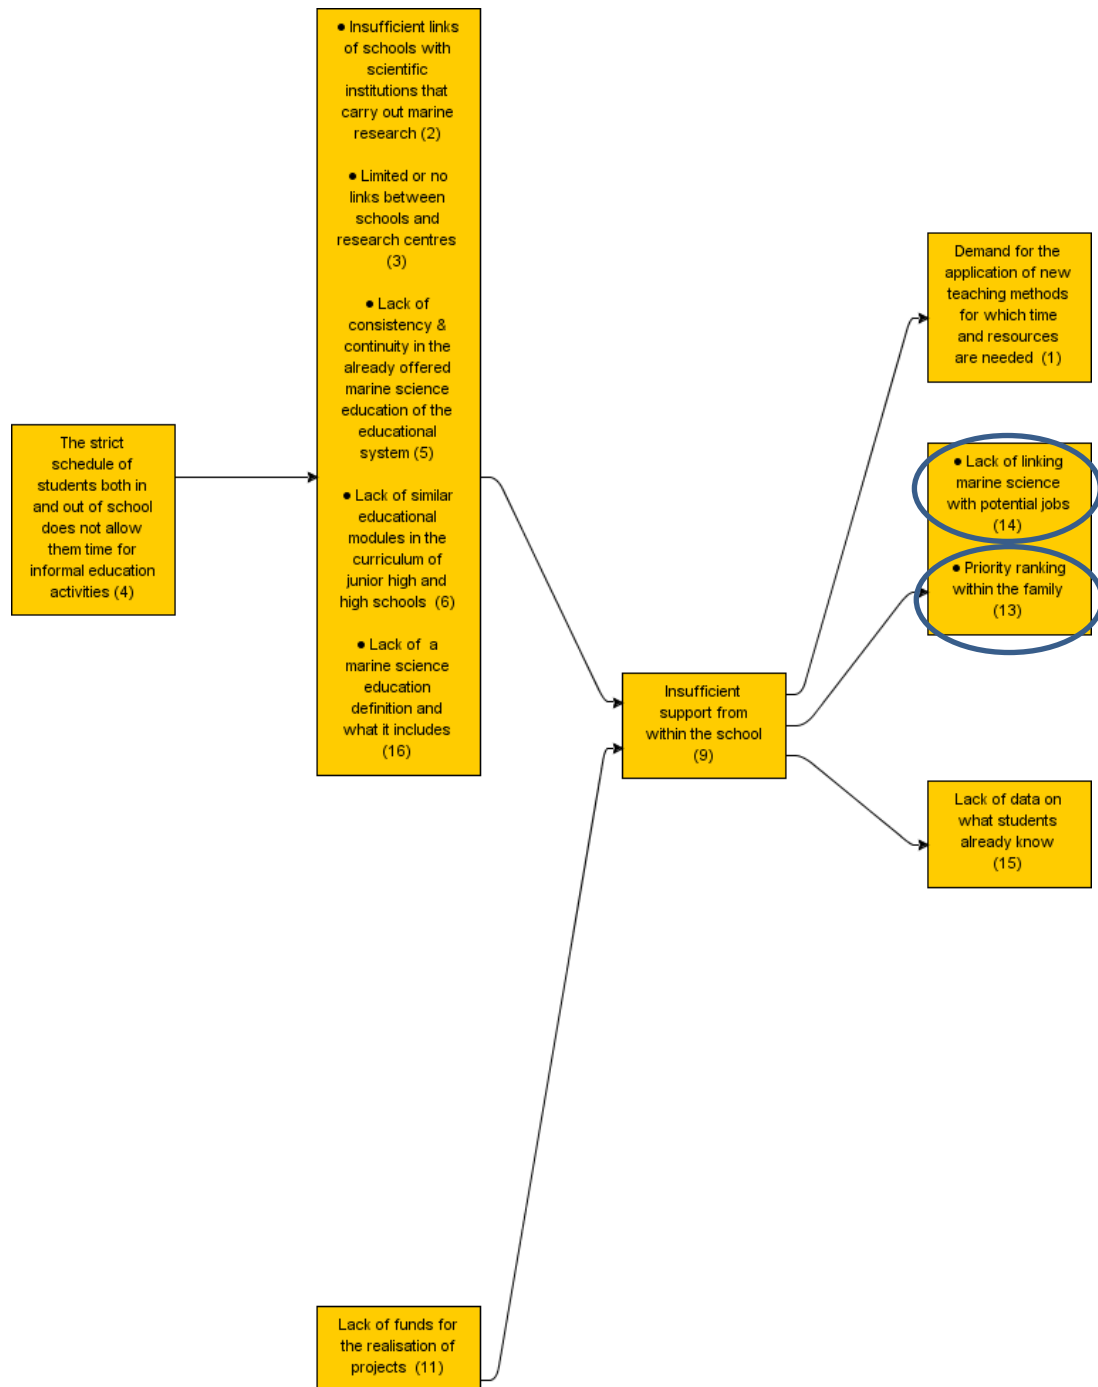 The strict
schedule of
students both in
and out of school
does not allow
them time for
informal education
activities (4)
● Insufficient links
of schools with
scientific
institutions that
carry out marine
research (2)
● Limited or no
links between
schools and
research centres
(3)
● Lack of
consistency &
continuity in the
already offered
marine science
education of the
educational
system (5)
● Lack of similar
educational
modules in the
curriculum of
junior high and
high schools (6)
● Lack of a
marine science
education
definition and
what it includes
(16)
Lack of funds for
the realisation of
projects (11)
Insufficient
support from
within the school
(9)
Demand for the
application of new
teaching methods
for which time
and resources
are needed (1)
● Lack of linking
marine science
with potential jobs
(14)
● Priority ranking
within the family
(13)
Lack of data on
what students
already know
(15)